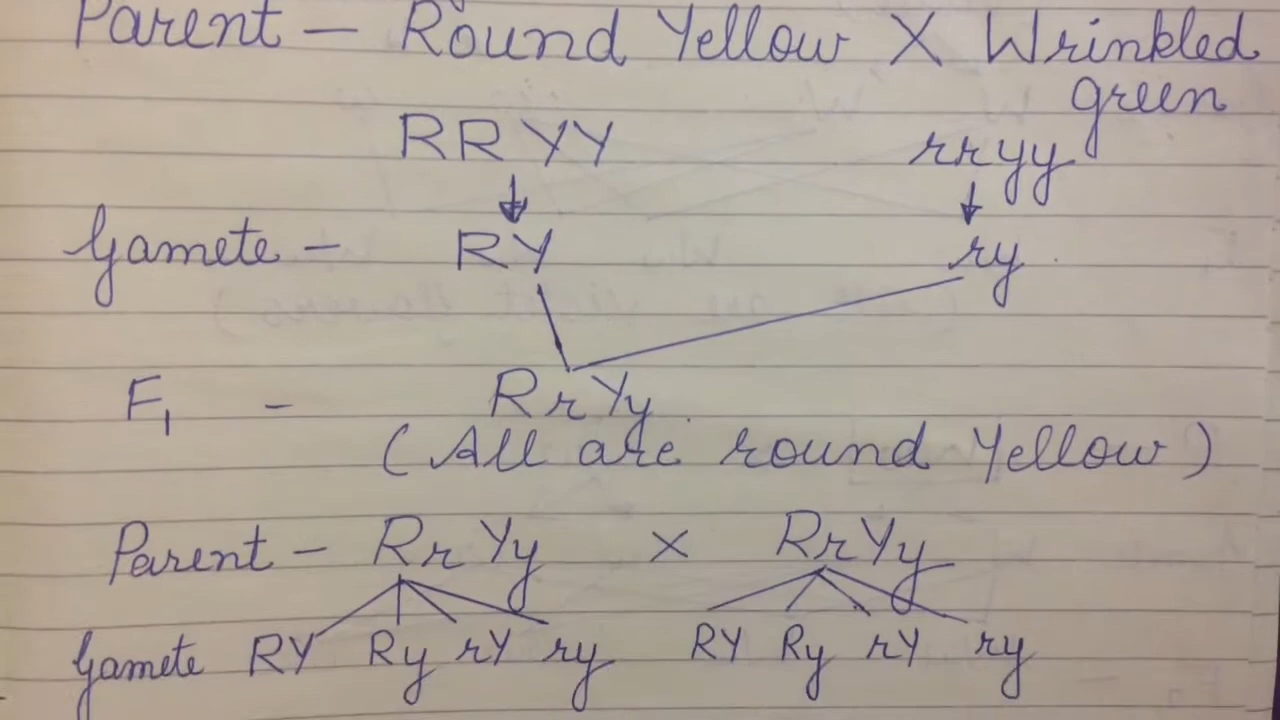 Parent - Round Yellow X Wrinkled
green
RRYY rryy
Gamete - RY ry
F1 - RrYy
(All are round Yellow)
Parent - RrYy x RrYy
Gamete RY Ry rY ry RY Ry rY ry